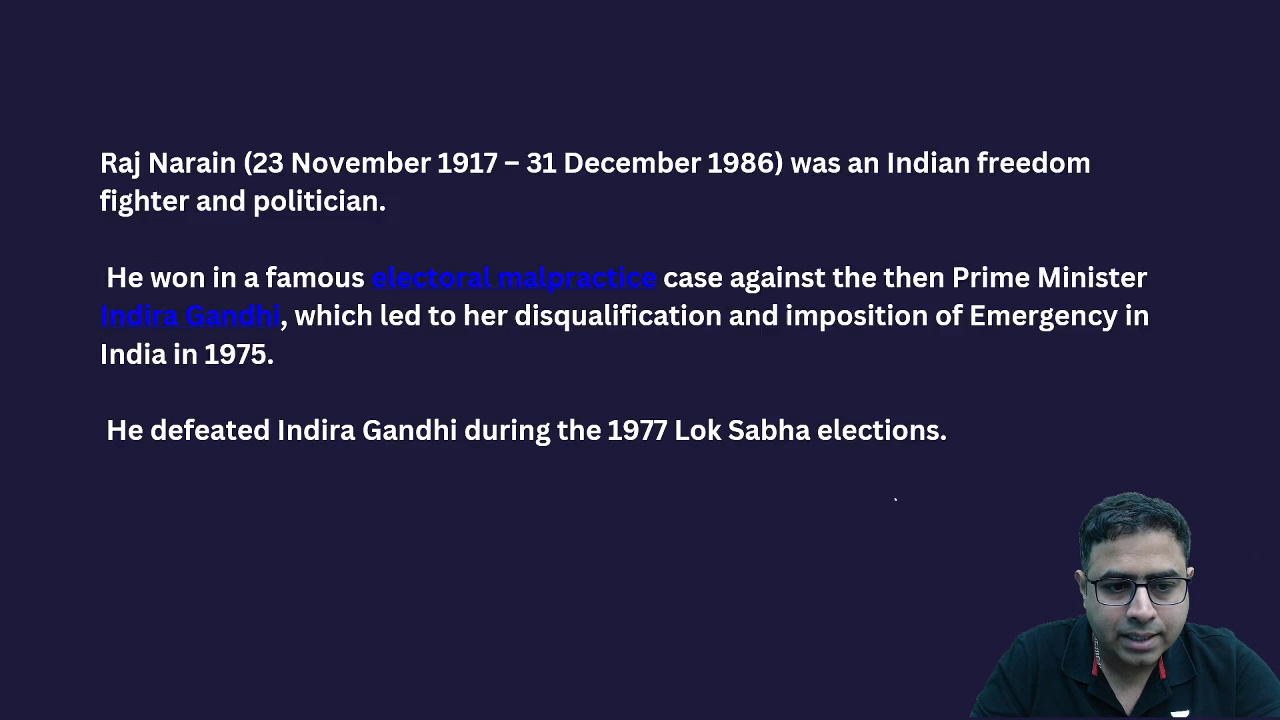 Raj Narain (23 November 1917 – 31 December 1986) was an Indian freedom
fighter and politician.
He won in a famous electoral malpractice case against the then Prime Minister
Indira Gandhi, which led to her disqualification and imposition of Emergency in
India in 1975.
He defeated Indira Gandhi during the 1977 Lok Sabha elections.